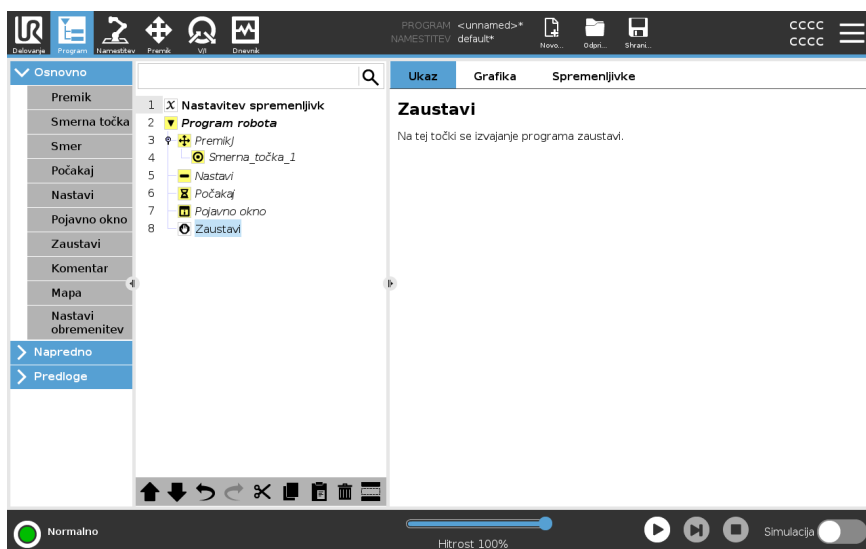 UR
Delovanje
Program
Namestitev
Premik
V/I
Dnevnik
PROGRAM <unnamed>*
NAMESTITEV default*
Novo...
Odpri...
Shrani...
CCCC
CCCC
Osnovno
Premik
Smerna točka
Smer
Počakaj
Nastavi
Pojavno okno
Zaustavi
Komentar
Mapa
Nastavi
obremenitev
Napredno
Predloge
1 X Nastavitev spremenljivk
2 Program robota
3 PremikJ
4 Smerna_točka_1
5 Nastavi
6 Počakaj
7 Pojavno okno
8 Zaustavi
Ukaz
Grafika
Spremenljivke
Zaustavi
Na tej točki se izvajanje programa zaustavi.
Normalno
Hitrost 100%
Simulacija